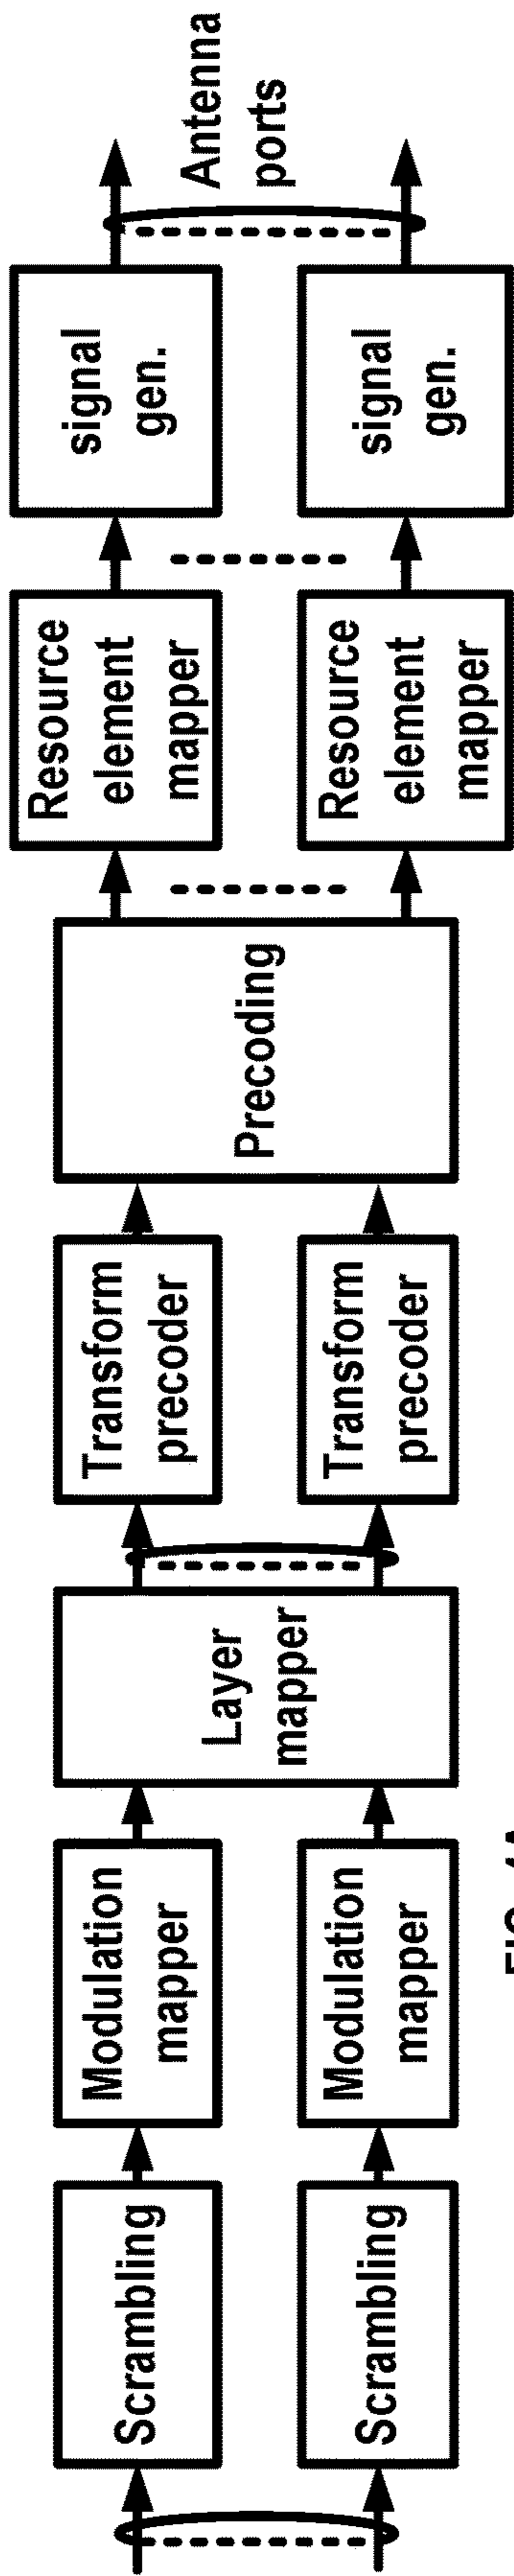 Scrambling
Scrambling
Modulation
mapper
Modulation
mapper
Layer
mapper
Transform
precoder
Transform
precoder
Precoding
Resource
element
mapper
Resource
element
mapper
signal
gen.
signal
gen.
Antenna
ports